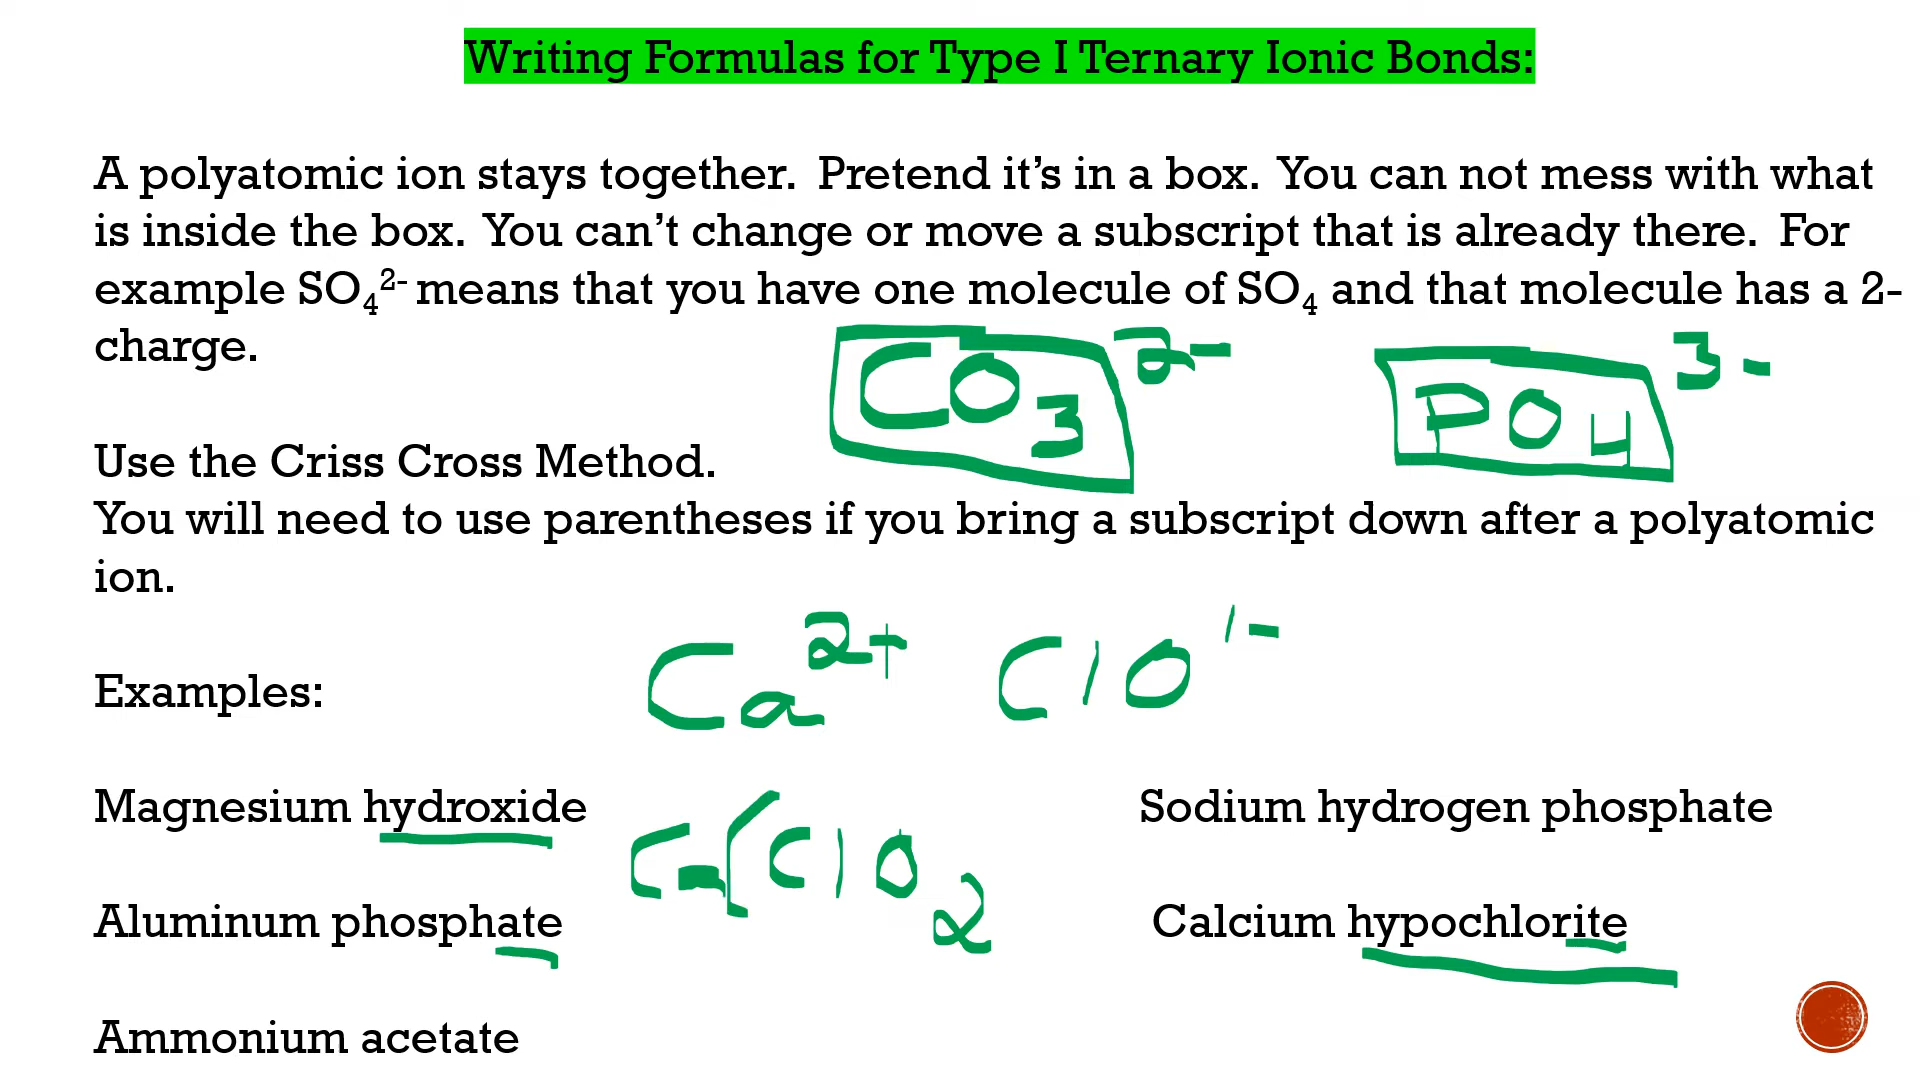 Writing Formulas for Type I Ternary Ionic Bonds:
A polyatomic ion stays together. Pretend it’s in a box. You can not mess with what
is inside the box. You can’t change or move a subscript that is already there. For
example SO₄²⁻ means that you have one molecule of SO₄ and that molecule has a 2-
charge.
CO₃²⁻ PO₄³⁻
Use the Criss Cross Method.
You will need to use parentheses if you bring a subscript down after a polyatomic
ion.
Ca²⁺ ClO¹⁻
Examples:
Magnesium hydroxide Sodium hydrogen phosphate
Ca(ClO₂
Aluminum phosphate Calcium hypochlorite
Ammonium acetate